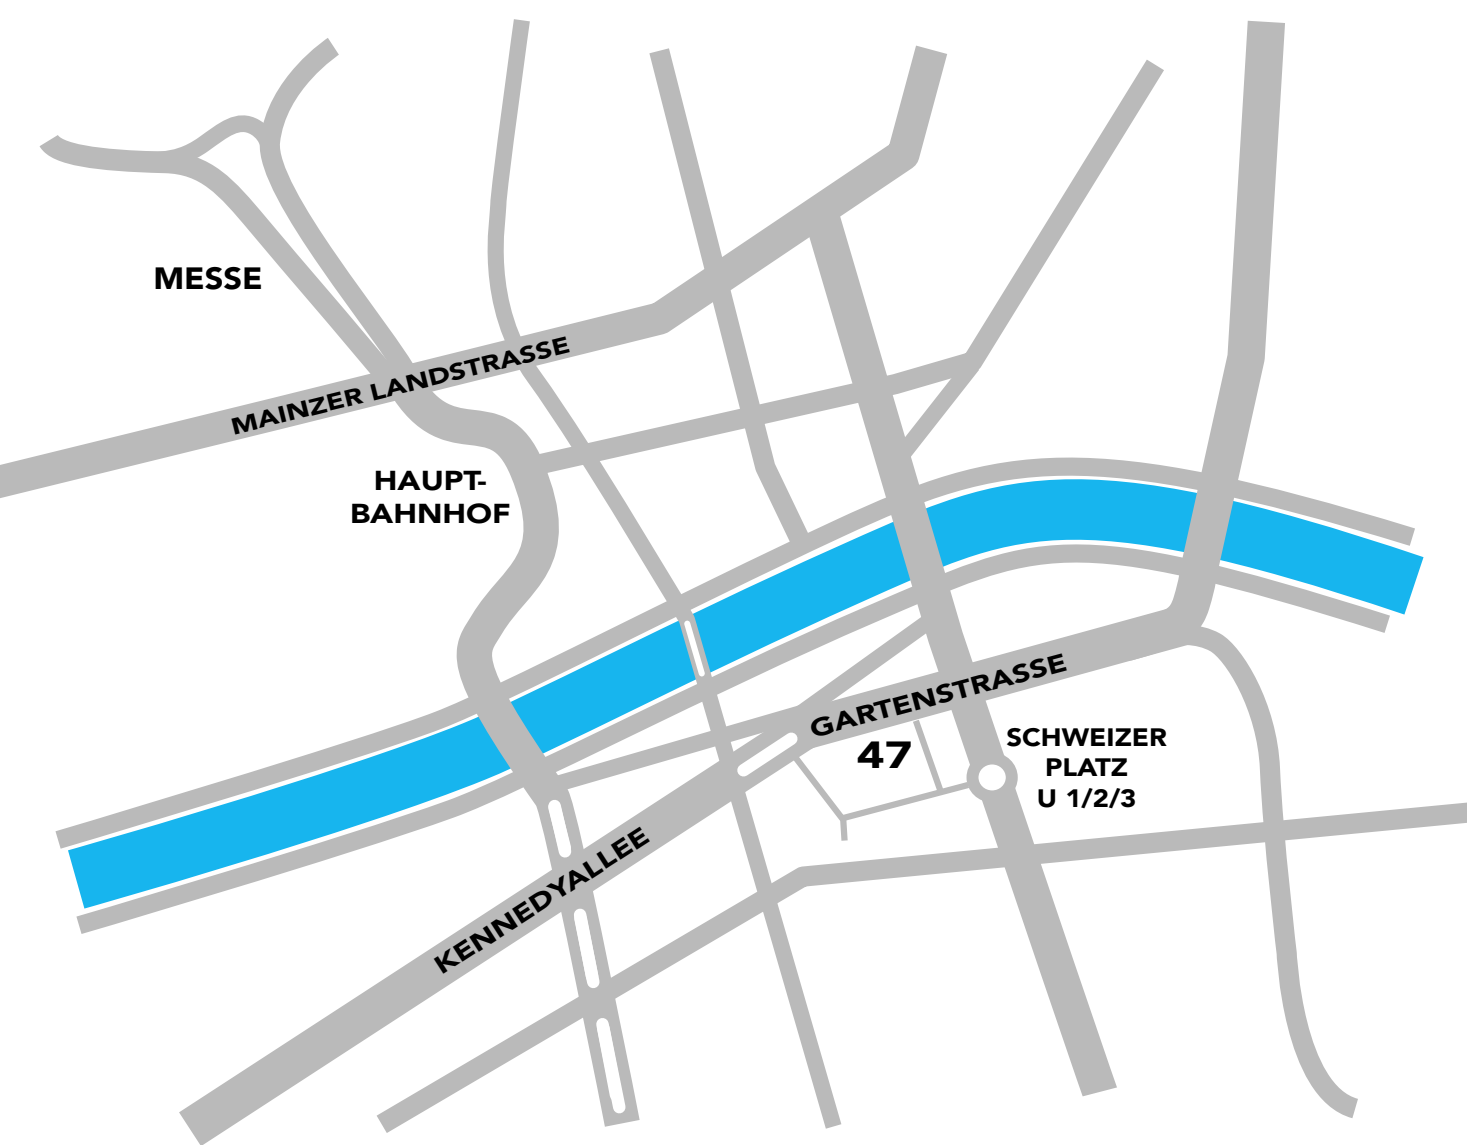 MESSE
MAINZER LANDSTRASSE
HAUPT-
BAHNHOF
GARTENSTRASSE
47
SCHWEIZER
PLATZ
U 1/2/3
KENNEDYALLEE